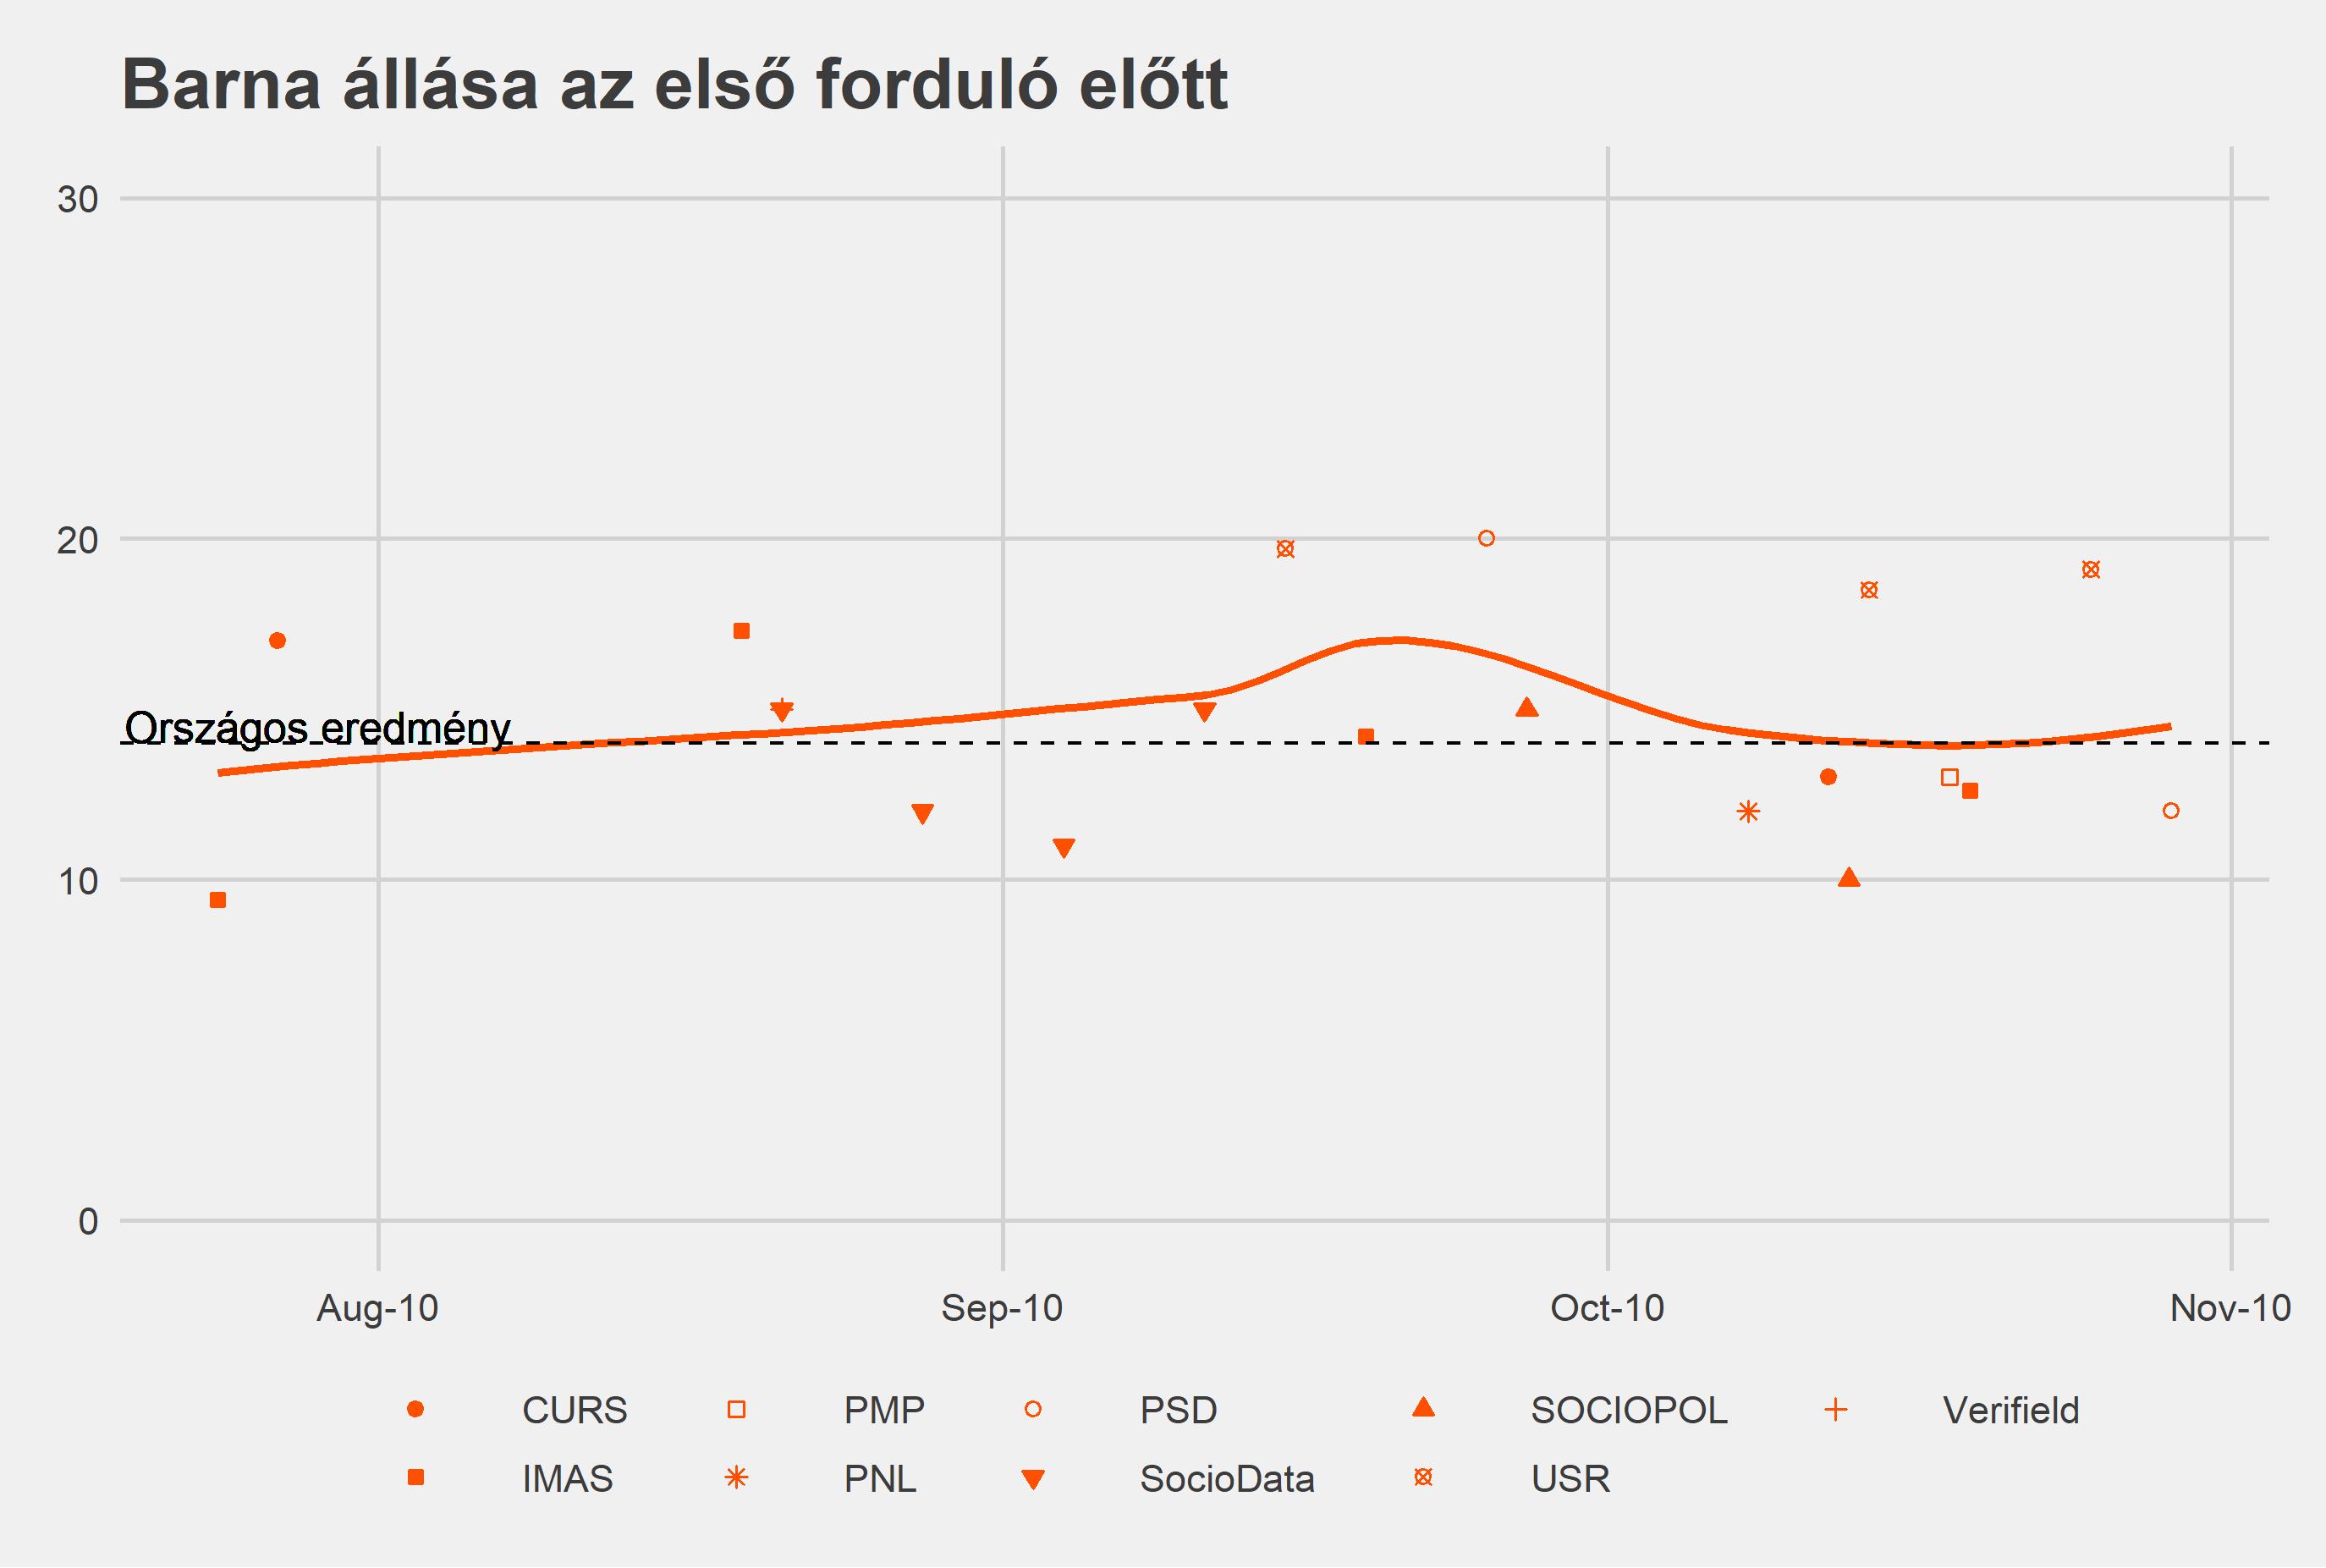 Barna állása az első forduló előtt
30
20
Országos eredmény
10
0
Aug-10 Sep-10 Oct-10 Nov-10
CURS PMP PSD SOCIOPOL Verifield
IMAS PNL SocioData USR